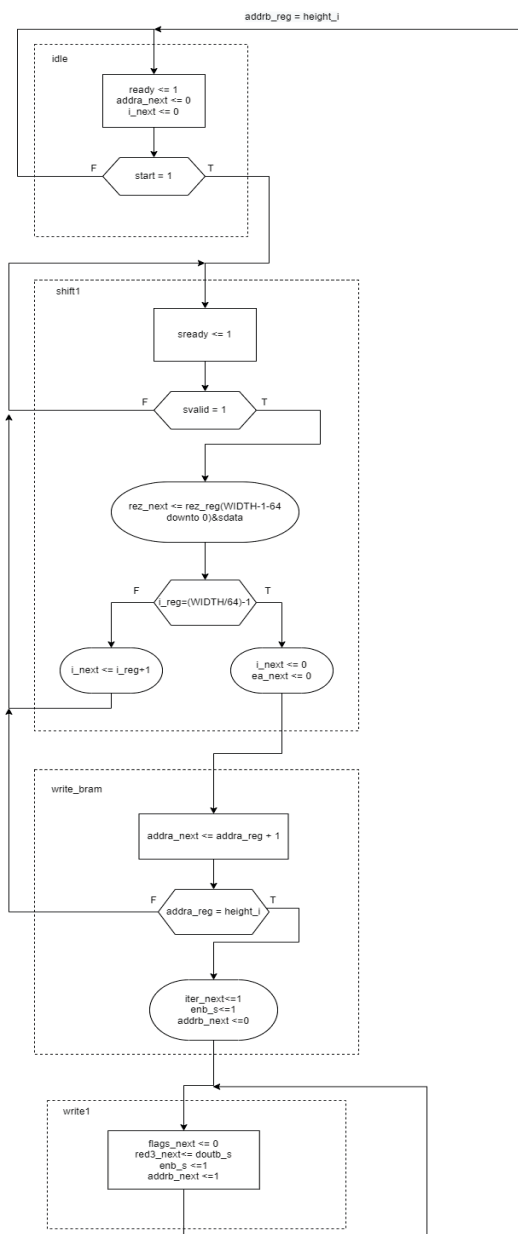 addrb_reg = height_i
idle
ready <= 1
addra_next <= 0
i_next <= 0
F
start = 1
T
shift1
sready <= 1
F
svalid = 1
T
rez_next <= rez_reg(WIDTH-1-64
downto 0)&sdata
F
i_reg=(WIDTH/64)-1
T
i_next <= i_reg+1
i_next <= 0
ea_next <= 0
write_bram
addra_next <= addra_reg + 1
F
addra_reg = height_i
T
iter_next<=1
enb_s<=1
addrb_next <=0
write1
flags_next <= 0
red3_next<= doutb_s
enb_s <=1
addrb_next <=1